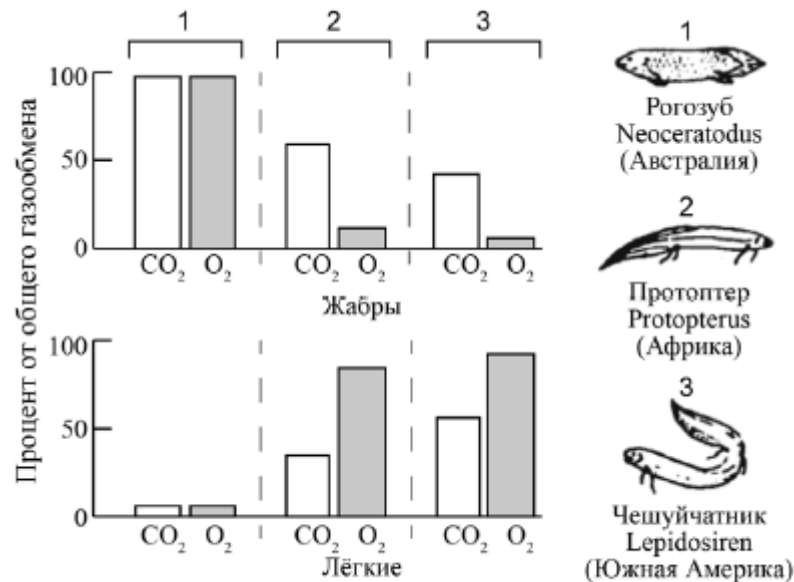 1 2 3
Процент от общего газообмена
100
50
0
CO₂ O₂ CO₂ O₂ CO₂ O₂
Жабры
100
50
0
CO₂ O₂ CO₂ O₂ CO₂ O₂
Лёгкие
1
Рогозуб
Neoceratodus
(Австралия)
2
Протоптер
Protopterus
(Африка)
3
Чешуйчатник
Lepidosiren
(Южная Америка)